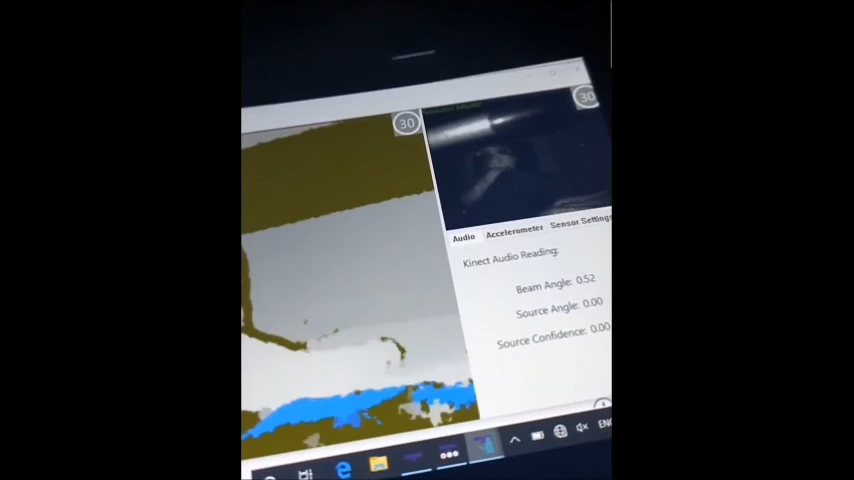 30
30
Audio Accelerometer Sensor Settings
Kinect Audio Reading:
Beam Angle: 0.52
Source Angle: 0.00
Source Confidence: 0.00
ENG